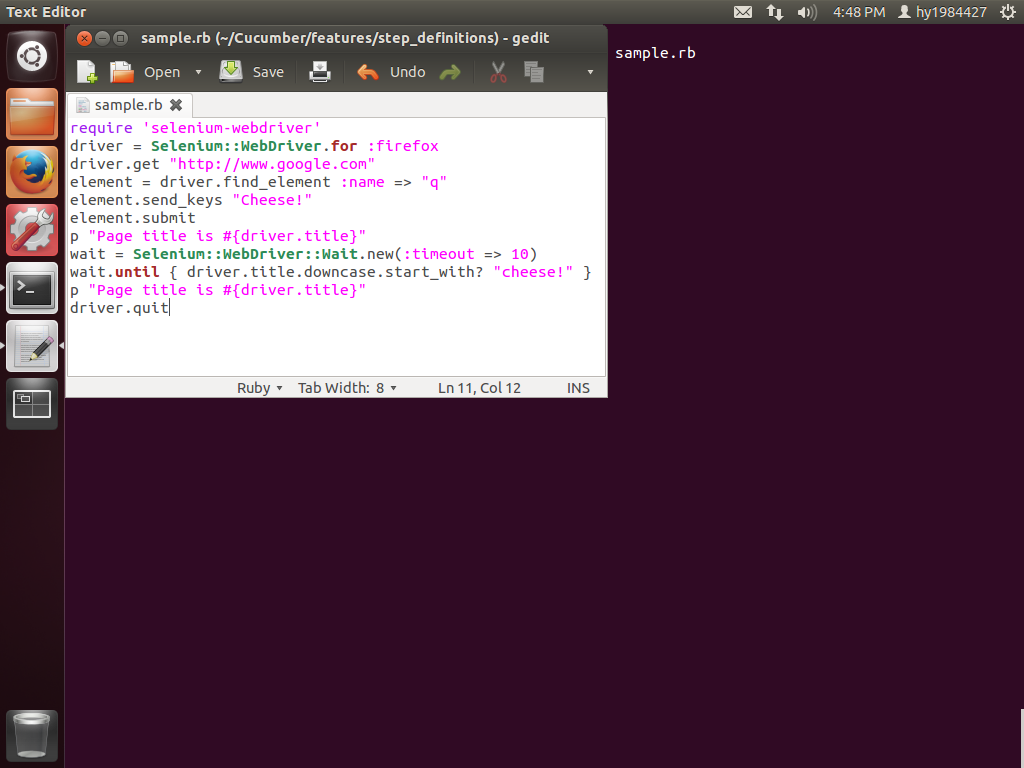 Text Editor
4:48 PM
hy1984427
sample.rb (~/Cucumber/features/step_definitions) - gedit
sample.rb
Open
Save
Undo
sample.rb
require 'selenium-webdriver'
driver = Selenium::WebDriver.for :firefox
driver.get "http://www.google.com"
element = driver.find_element :name => "q"
element.send_keys "Cheese!"
element.submit
p "Page title is #{driver.title}"
wait = Selenium::WebDriver::Wait.new(:timeout => 10)
wait.until { driver.title.downcase.start_with? "cheese!" }
p "Page title is #{driver.title}"
driver.quit
Ruby
Tab Width: 8
Ln 11, Col 12
INS